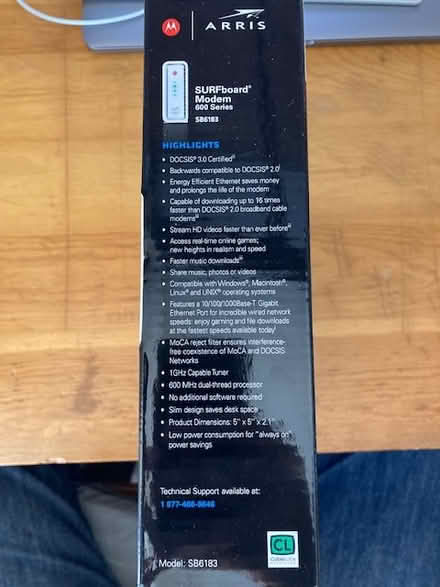 ARRIS
SURFboard®
Modem
600 Series
SB6183
HIGHLIGHTS
• DOCSIS® 3.0 Certified
• Backwards compatible to DOCSIS® 2.0
• Energy Efficient Ethernet saves money
and prolongs the life of the modem
• Capable of downloading up to 16 times
faster than DOCSIS® 2.0 broadband cable
modems
• Stream HD videos faster than ever before
• Access real-time online games;
new heights in realism and speed
• Faster music downloads
• Share music, photos or videos
• Compatible with Windows®, Macintosh®,
Linux® and UNIX® operating systems
• Features a 10/100/1000Base-T Gigabit
Ethernet Port for incredible wired network
speeds: enjoy gaming and file downloads
at the fastest speeds available today
• MoCA reject filter ensures interference-
free coexistence of MoCA and DOCSIS
Networks
• 1GHz Capable Tuner
• 600 MHz dual-thread processor
• No additional software required
• Slim design saves desk space
• Product Dimensions: 5" x 5" x 2.1"
• Low power consumption for "always on"
power savings
Technical Support available at:
1 877-466-8646
CL
Model: SB6183